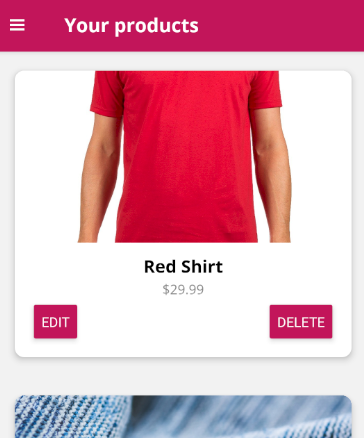 Your products
Red Shirt
$29.99
EDIT
DELETE